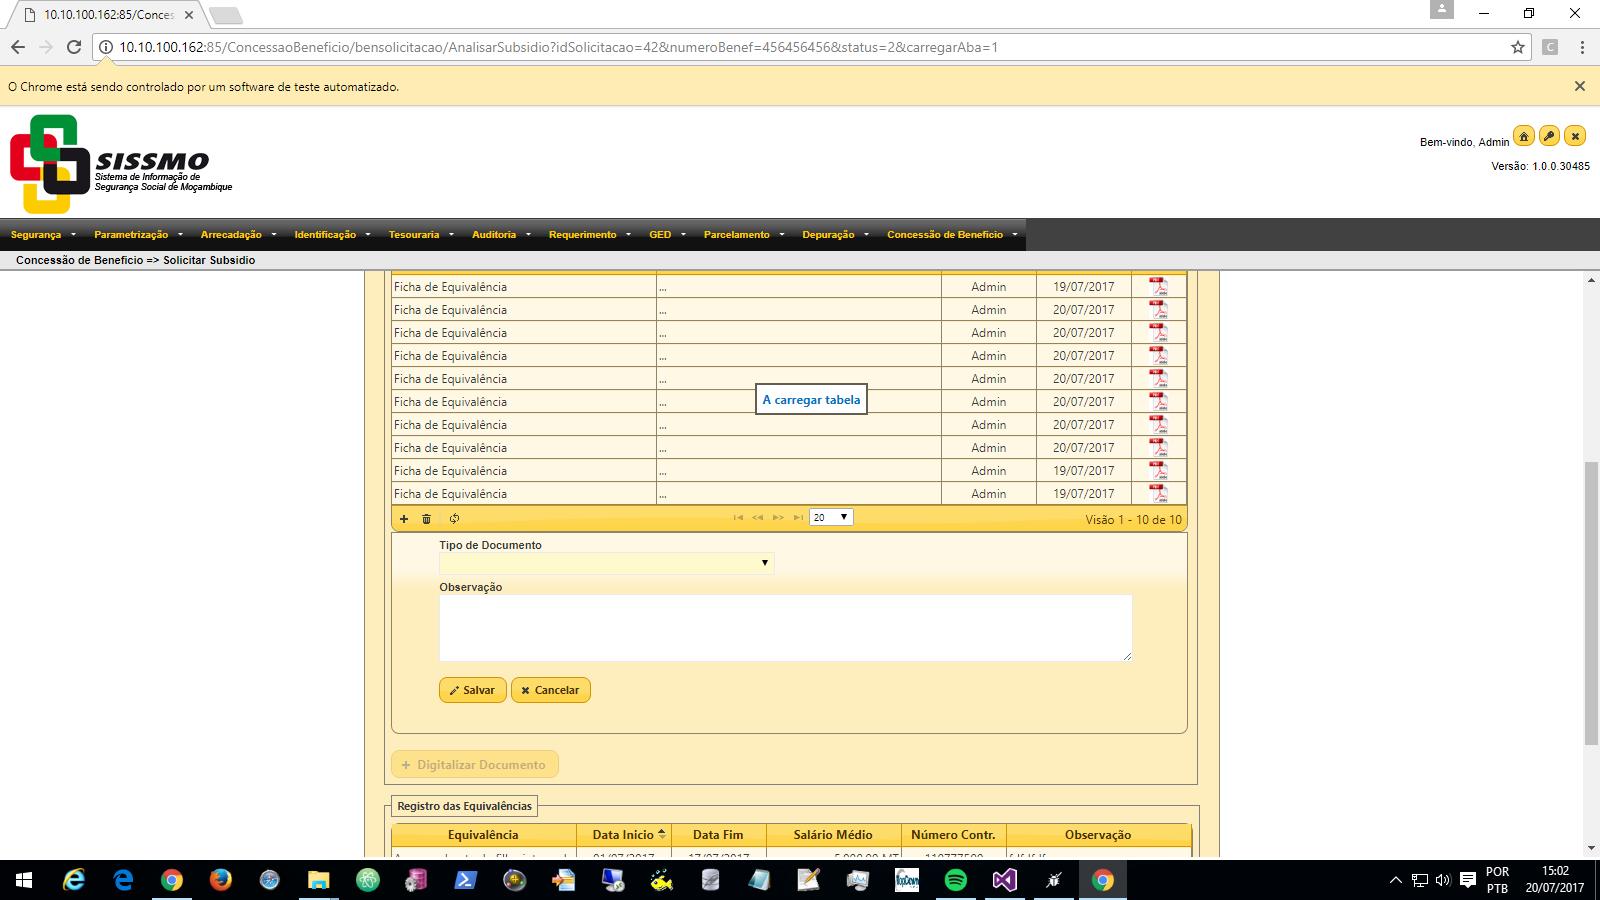 10.10.100.162:85/Conces
10.10.100.162:85/ConcessaoBeneficio/bensolicitacao/AnalisarSubsidio?idSolicitacao=42&numeroBenef=456456456&status=2&carregarAba=1
O Chrome está sendo controlado por um software de teste automatizado.
SISSMO
Sistema de Informação de
Segurança Social de Moçambique
Bem-vindo, Admin
Versão: 1.0.0.30485
Segurança Parametrização Arrecadação Identificação Tesouraria Auditoria Requerimento GED Parcelamento Depuração Concessão de Benefício
Concessão de Benefício => Solicitar Subsidio
Ficha de Equivalência ... Admin 19/07/2017
Ficha de Equivalência ... Admin 20/07/2017
Ficha de Equivalência ... Admin 20/07/2017
Ficha de Equivalência ... Admin 20/07/2017
Ficha de Equivalência ... Admin 20/07/2017
Ficha de Equivalência ... Admin 20/07/2017
Ficha de Equivalência ... Admin 20/07/2017
Ficha de Equivalência ... Admin 20/07/2017
Ficha de Equivalência ... Admin 19/07/2017
Ficha de Equivalência ... Admin 19/07/2017
A carregar tabela
20 Visão 1 - 10 de 10
Tipo de Documento
Observação
Salvar Cancelar
+ Digitalizar Documento
Registro das Equivalências
Equivalência Data Inicio Data Fim Salário Médio Número Contr. Observação
POR 15:02
PTB 20/07/2017